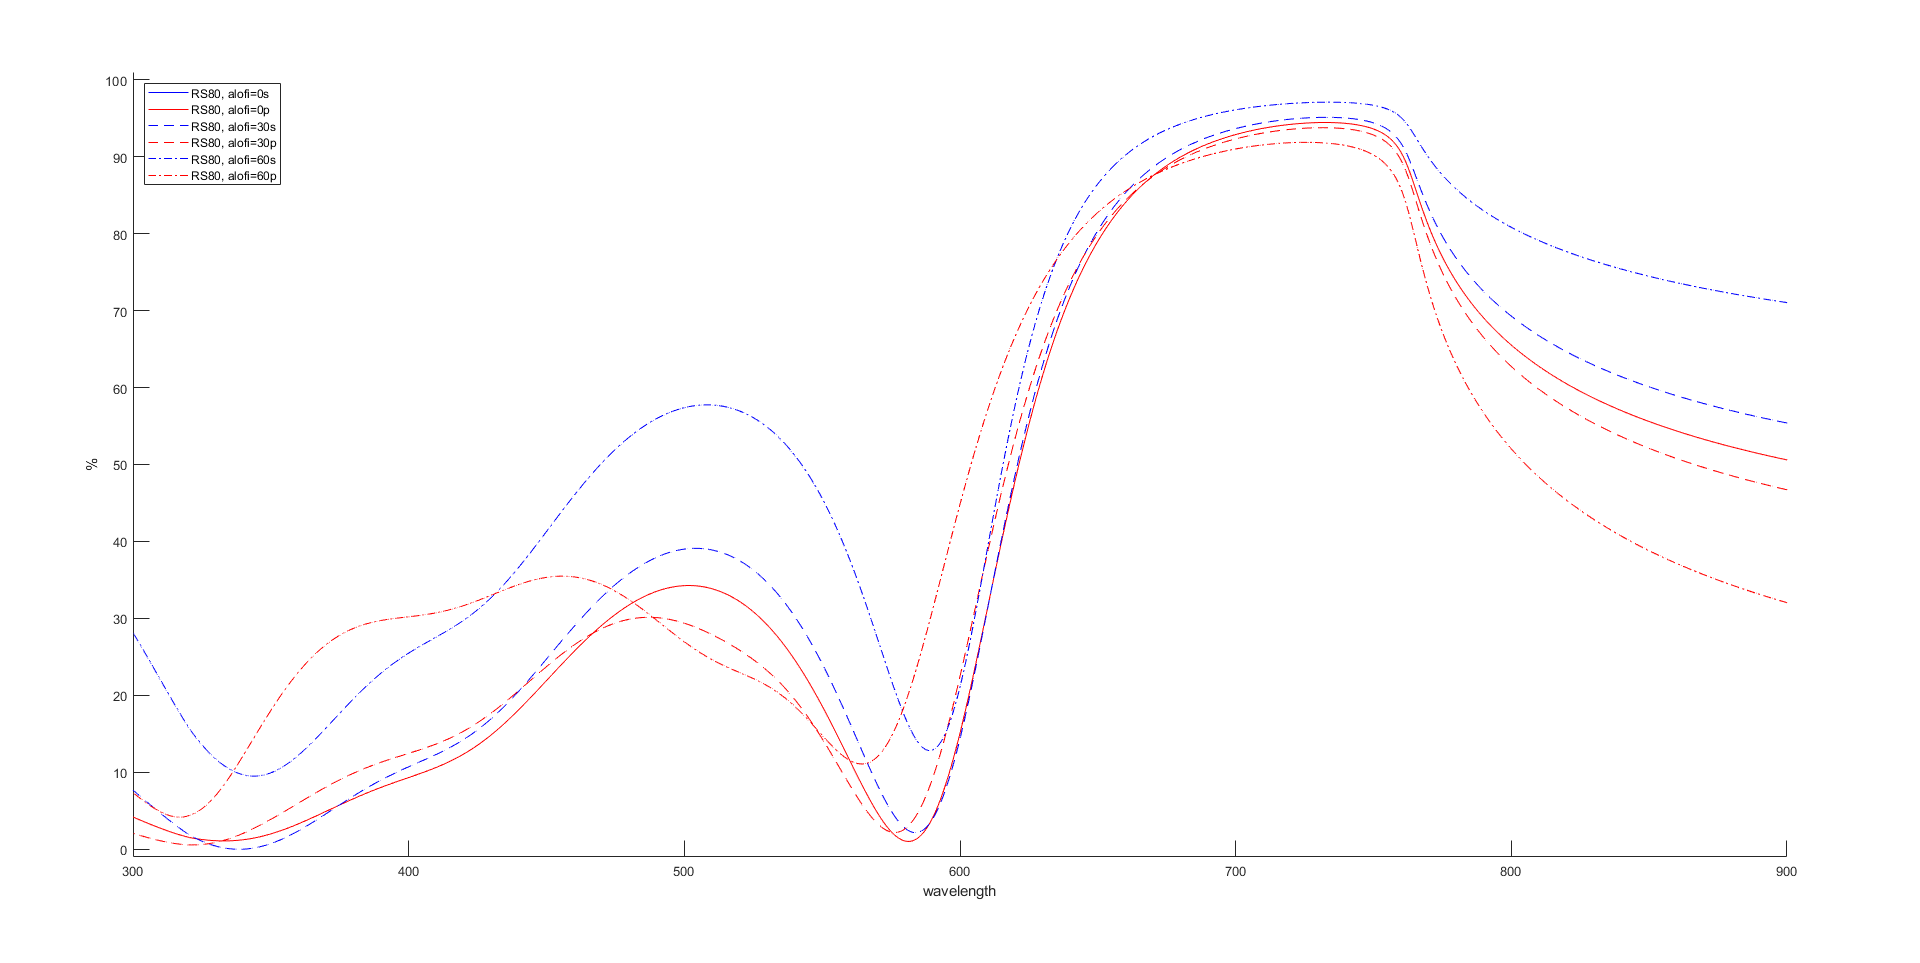 100
90
80
70
60
50
40
30
20
10
0
%
RS80, alofi=0s
RS80, alofi=0p
RS80, alofi=30s
RS80, alofi=30p
RS80, alofi=60s
RS80, alofi=60p
300 400 500 600 700 800 900
wavelength